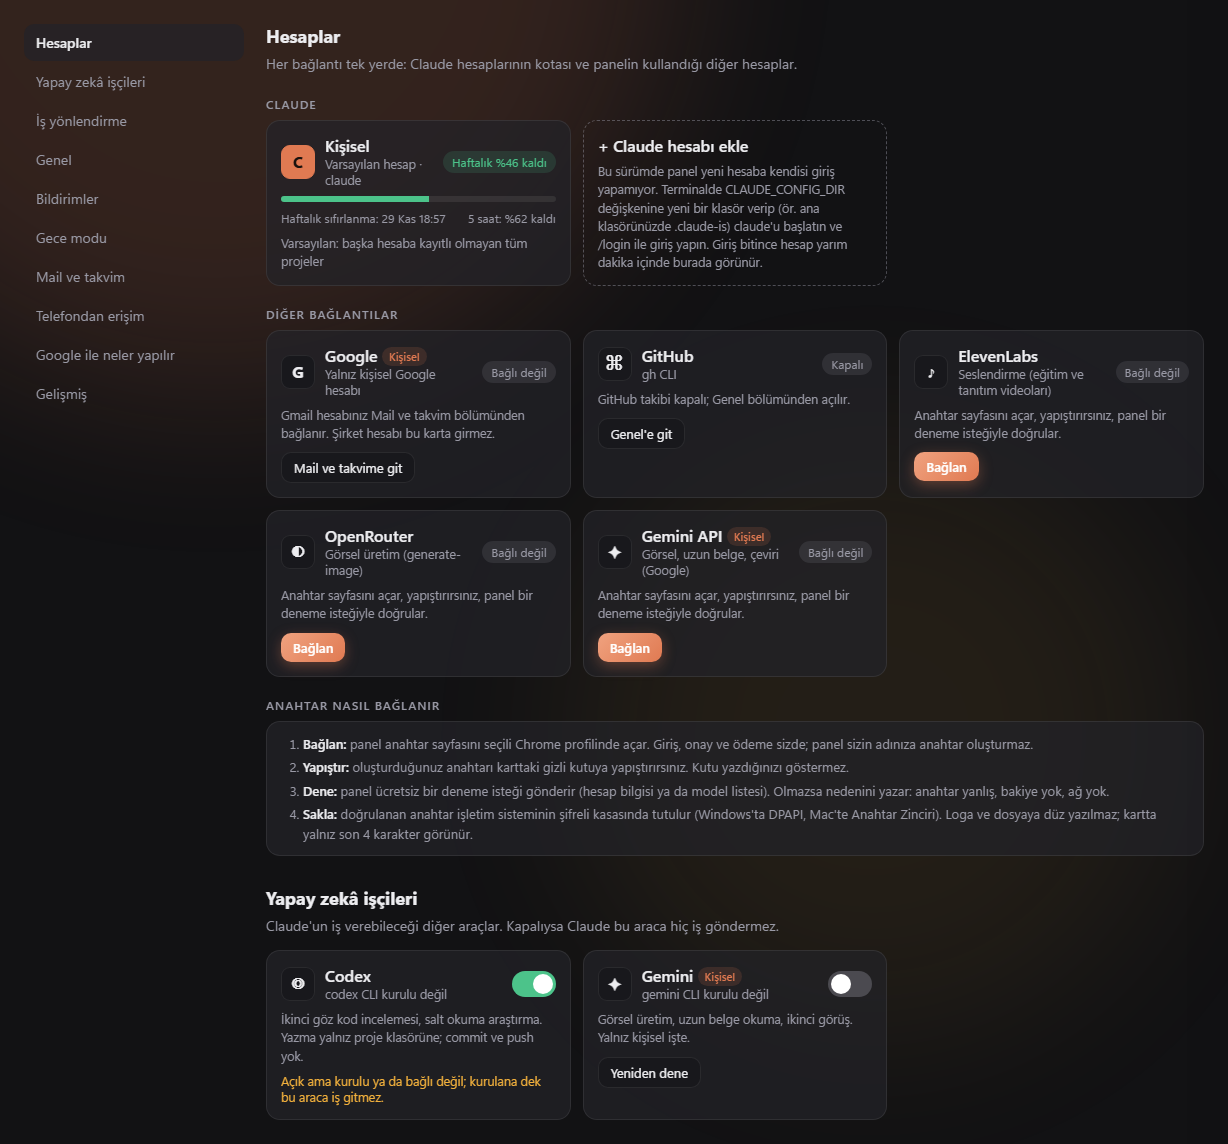 Hesaplar
Yapay zekâ işçileri
İş yönlendirme
Genel
Bildirimler
Gece modu
Mail ve takvim
Telefondan erişim
Google ile neler yapılır
Gelişmiş
Hesaplar
Her bağlantı tek yerde: Claude hesaplarının kotası ve panelin kullandığı diğer hesaplar.
CLAUDE
C
Kişisel
Varsayılan hesap ·
claude
Haftalık %46 kaldı
Haftalık sıfırlanma: 29 Kas 18:57
5 saat: %62 kaldı
Varsayılan: başka hesaba kayıtlı olmayan tüm
projeler
+ Claude hesabı ekle
Bu sürümde panel yeni hesaba kendisi giriş
yapamıyor. Terminalde CLAUDE_CONFIG_DIR
değişkenine yeni bir klasör verip (ör. ana
klasörünüzde .claude-is) claude'u başlatın ve
/login ile giriş yapın. Giriş bitince hesap yarım
dakika içinde burada görünür.
DİĞER BAĞLANTILAR
G
Google Kişisel
Yalnız kişisel Google
hesabı
Bağlı değil
Gmail hesabınız Mail ve takvim bölümünden
bağlanır. Şirket hesabı bu karta girmez.
Mail ve takvime git
⌘
GitHub
gh CLI
Kapalı
GitHub takibi kapalı; Genel bölümünden açılır.
Genel'e git
♪
ElevenLabs
Seslendirme (eğitim ve
tanıtım videoları)
Bağlı değil
Anahtar sayfasını açar, yapıştırırsınız, panel bir
deneme isteğiyle doğrular.
Bağlan
OpenRouter
Görsel üretim (generate-
image)
Bağlı değil
Anahtar sayfasını açar, yapıştırırsınız, panel bir
deneme isteğiyle doğrular.
Bağlan
Gemini API Kişisel
Görsel, uzun belge, çeviri
(Google)
Bağlı değil
Anahtar sayfasını açar, yapıştırırsınız, panel bir
deneme isteğiyle doğrular.
Bağlan
ANAHTAR NASIL BAĞLANIR
1. Bağlan: panel anahtar sayfasını seçili Chrome profilinde açar. Giriş, onay ve ödeme sizde; panel sizin adınıza anahtar oluşturmaz.
2. Yapıştır: oluşturduğunuz anahtarı karttaki gizli kutuya yapıştırırsınız. Kutu yazdığınızı göstermez.
3. Dene: panel ücretsiz bir deneme isteği gönderir (hesap bilgisi ya da model listesi). Olmazsa nedenini yazar: anahtar yanlış, bakiye yok, ağ yok.
4. Sakla: doğrulanan anahtar işletim sisteminin şifreli kasasında tutulur (Windows'ta DPAPI, Mac'te Anahtar Zinciri). Loga ve dosyaya düz yazılmaz; kartta
yalnız son 4 karakter görünür.
Yapay zekâ işçileri
Claude'un iş verebileceği diğer araçlar. Kapalıysa Claude bu araca hiç iş göndermez.
Codex
codex CLI kurulu değil
İkinci göz kod incelemesi, salt okuma araştırma.
Yazma yalnız proje klasörüne; commit ve push
yok.
Açık ama kurulu ya da bağlı değil; kurulana dek
bu araca iş gitmez.
Gemini Kişisel
gemini CLI kurulu değil
Görsel üretim, uzun belge okuma, ikinci görüş.
Yalnız kişisel işte.
Yeniden dene